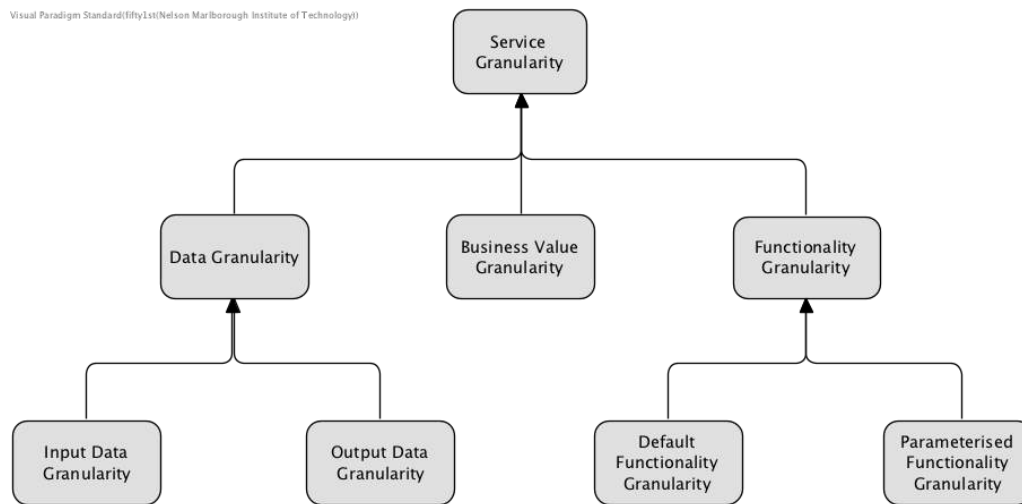 Visual Paradigm Standard(fifty1st(Nelson Marlborough Institute of Technology))
Service
Granularity
Data Granularity
Business Value
Granularity
Functionality
Granularity
Input Data
Granularity
Output Data
Granularity
Default
Functionality
Granularity
Parameterised
Functionality
Granularity